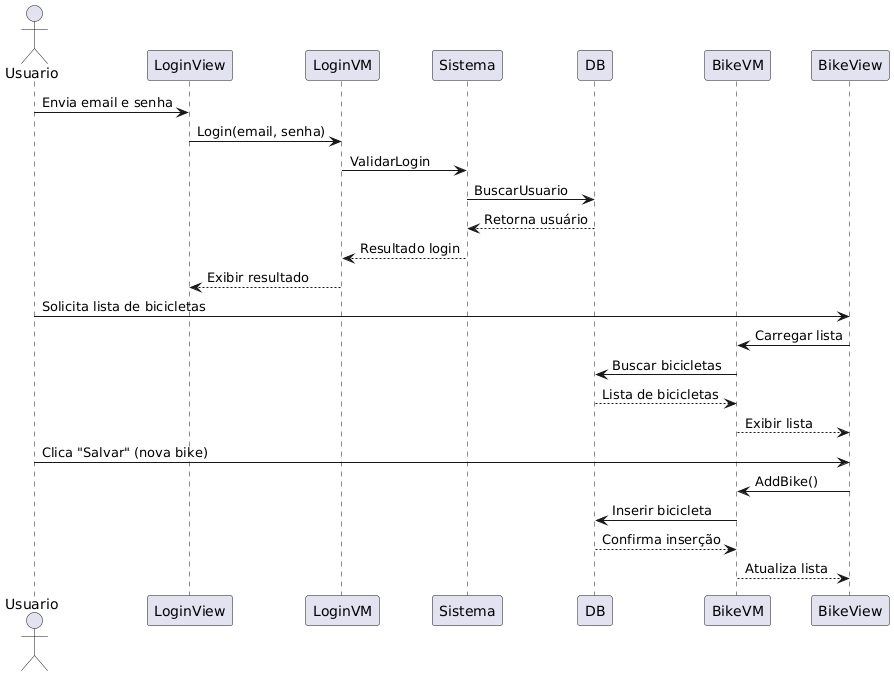 Usuario
LoginView
LoginVM
Sistema
DB
BikeVM
BikeView
Envia email e senha
Login(email, senha)
ValidarLogin
BuscarUsuario
Retorna usuário
Resultado login
Exibir resultado
Solicita lista de bicicletas
Carregar lista
Buscar bicicletas
Lista de bicicletas
Exibir lista
Clica "Salvar" (nova bike)
AddBike()
Inserir bicicleta
Confirma inserção
Atualiza lista
Usuario
LoginView
LoginVM
Sistema
DB
BikeVM
BikeView